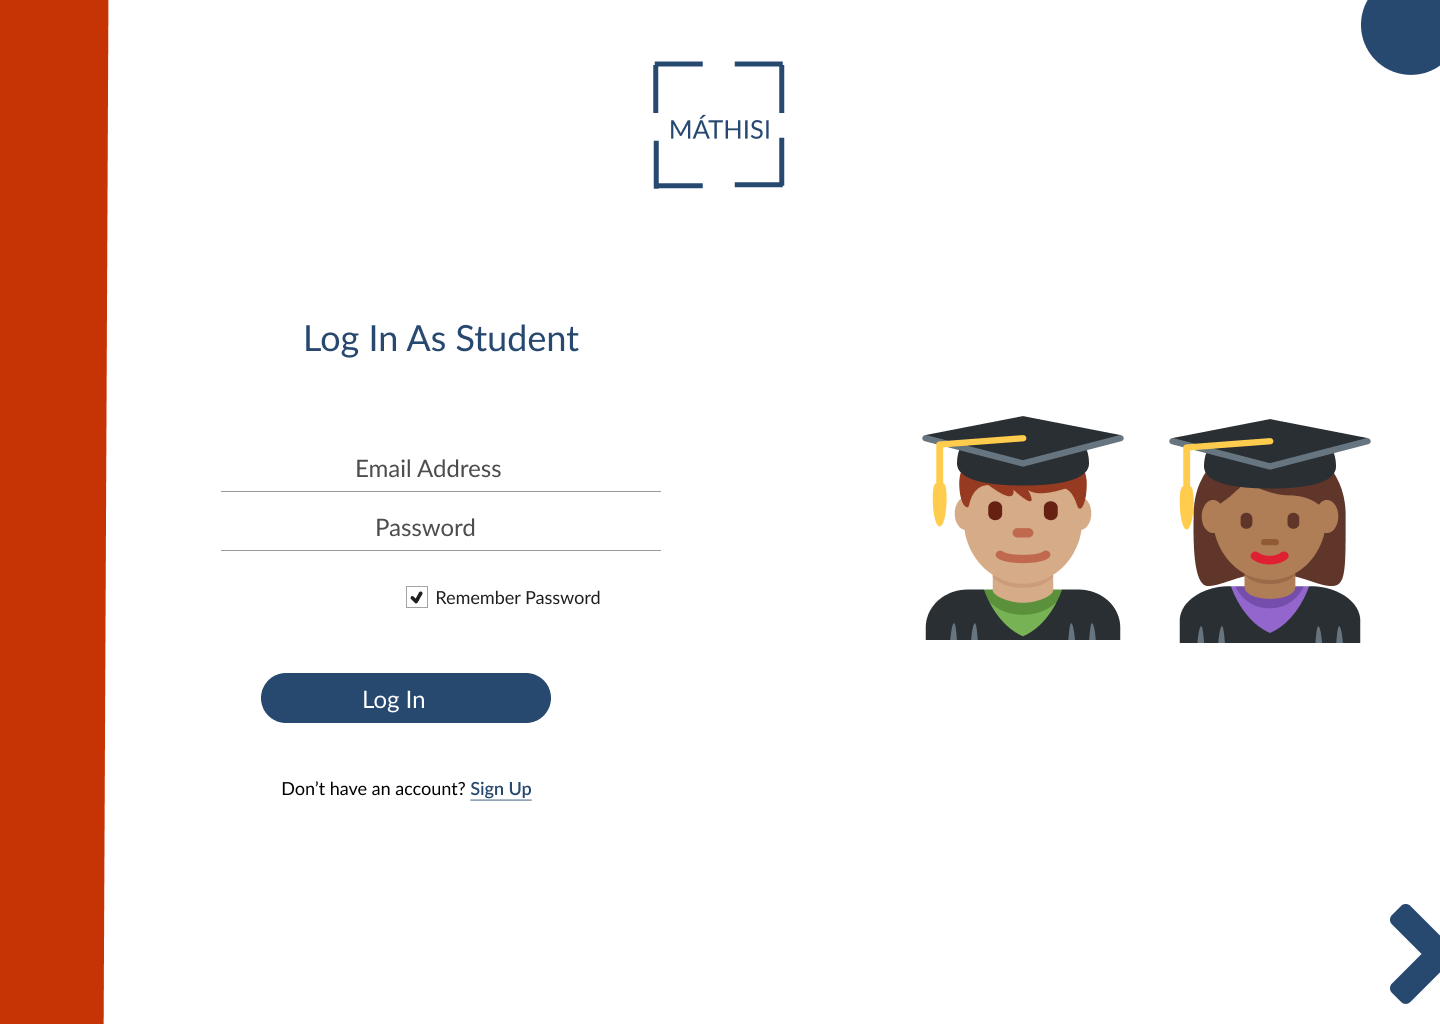 MÁTHISI
Log In As Student
Email Address
Password
Remember Password
Log In
Don't have an account? Sign Up